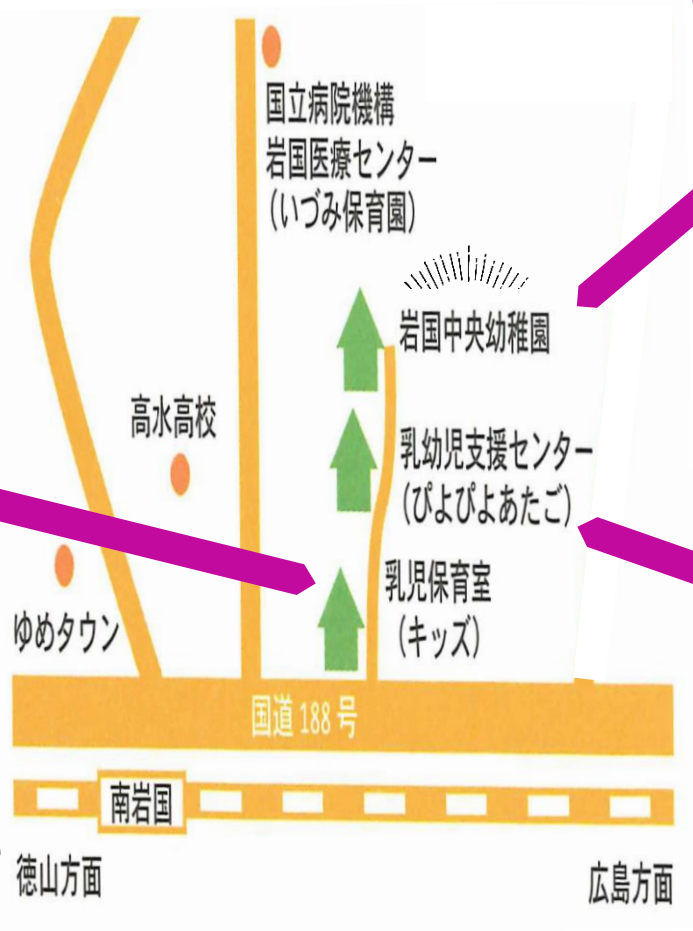 国立病院機構
岩国医療センター
(いづみ保育園)
岩国中央幼稚園
高水高校
乳幼児支援センター
(ぴよぴよあたご)
乳児保育室
(キッズ)
ゆめタウン
国道188号
南岩国
徳山方面
広島方面